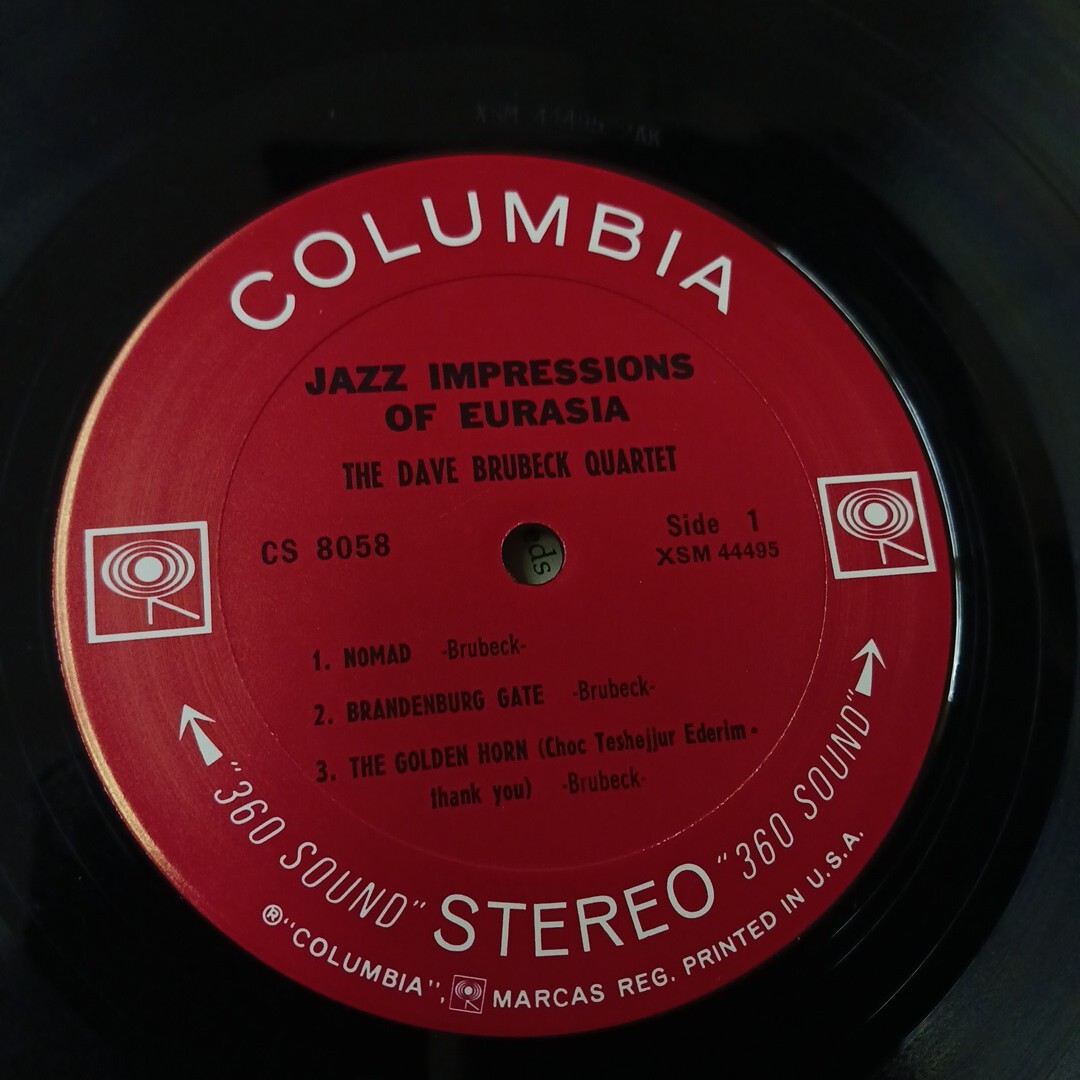 COLUMBIA
JAZZ IMPRESSIONS
OF EURASIA
THE DAVE BRUBECK QUARTET
CS 8058
Side 1
XSM 44495
ds
1. NOMAD -Brubeck-
2. BRANDENBURG GATE -Brubeck-
3. THE GOLDEN HORN (Choc Teshejjur Ederim -
thank you) -Brubeck-
"360 SOUND" STEREO "360 SOUND"
®"COLUMBIA", MARCAS REG. PRINTED IN U.S.A.